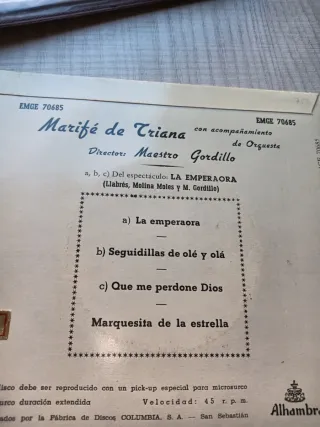 EMGE 70685
EMGE 70685
Marifé de Triana con acompañamiento
de Orquesta
Director: Maestro Gordillo
a, b, c) Del espectáculo: LA EMPERAORA
(Llabrés, Molina Moles y M. Gordillo)
a) La emperaora
—
b) Seguidillas de olé y olá
—
c) Que me perdone Dios
—
Marquesita de la estrella
disco debe ser reproducido con un pick-up especial para microsurco
urco duración extendida Velocidad: 45 r. p. m.
ados por la Fábrica de Discos COLUMBIA, S. A. — San Sebastián
Alhambra